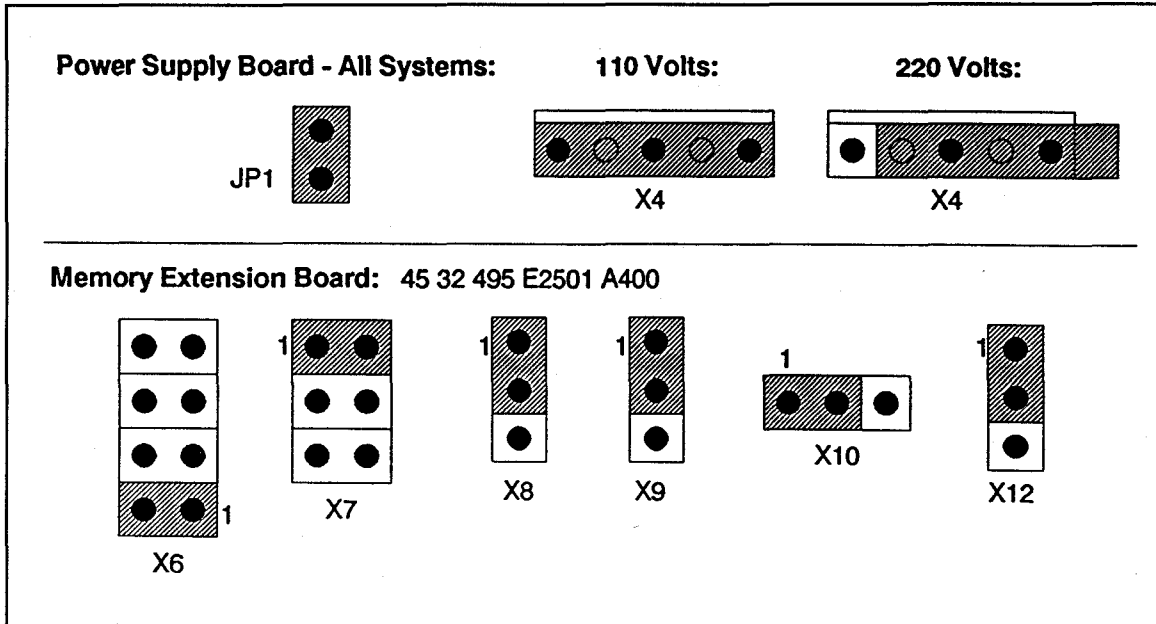 Power Supply Board - All Systems:
110 Volts:
220 Volts:
JP1
X4
X4
Memory Extension Board: 45 32 495 E2501 A400
1
1
1
1
1
1
X6
X7
X8
X9
X10
X12